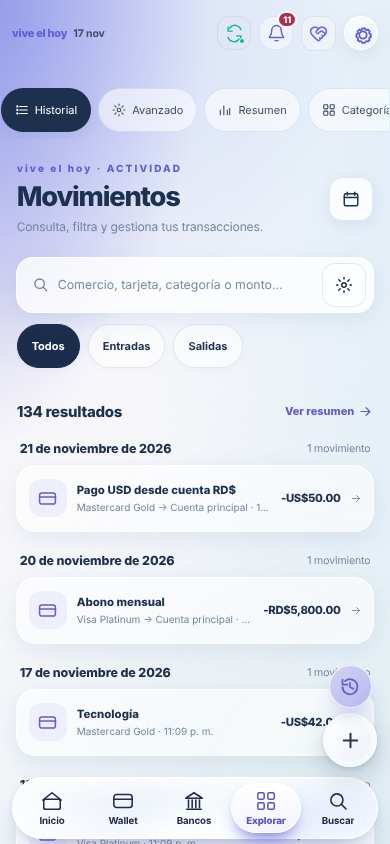 vive el hoy 17 nov
11
Historial
Avanzado
Resumen
Categoría
vive el hoy · ACTIVIDAD
Movimientos
Consulta, filtra y gestiona tus transacciones.
Comercio, tarjeta, categoría o monto...
Todos
Entradas
Salidas
134 resultados
Ver resumen →
21 de noviembre de 2026
1 movimiento
Pago USD desde cuenta RD$
Mastercard Gold → Cuenta principal · 1...
-US$50.00 →
20 de noviembre de 2026
1 movimiento
Abono mensual
Visa Platinum → Cuenta principal · ...
-RD$5,800.00 →
17 de noviembre de 2026
1
Tecnología
Mastercard Gold · 11:09 p. m.
-US$42.0
Inicio
Wallet
Bancos
Explorar
Buscar